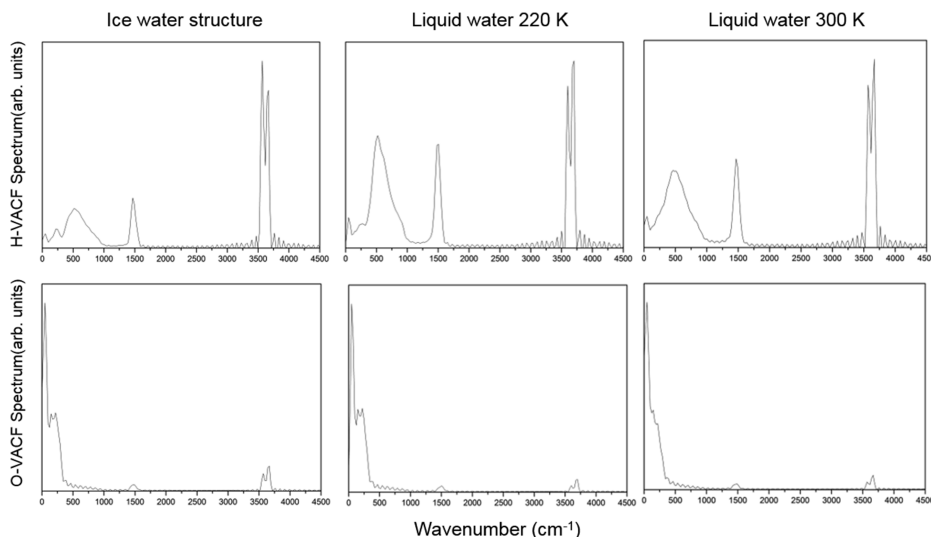 Ice water structure
Liquid water 220 K
Liquid water 300 K
H-VACF Spectrum(arb. units)
0 500 1000 1500 2000 2500 3000 3500 4000 4500
0 500 1000 1500 2000 2500 3000 3500 4000 4500
0 500 1000 1500 2000 2500 3000 3500 4000 4500
O-VACF Spectrum(arb. units)
0 500 1000 1500 2000 2500 3000 3500 4000 4500
0 500 1000 1500 2000 2500 3000 3500 4000 4500
0 500 1000 1500 2000 2500 3000 3500 4000 4500
Wavenumber (cm⁻¹)